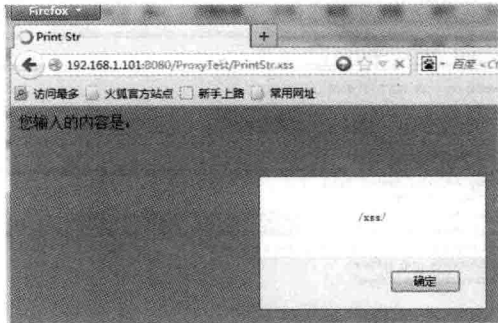 Firefox
Print Str
192.168.1.101:8080/ProxyTest/PrintStr.xss
百度
访问最多 火狐官方站点 新手上路 常用网址
您输入的内容是:
/xss/
确定